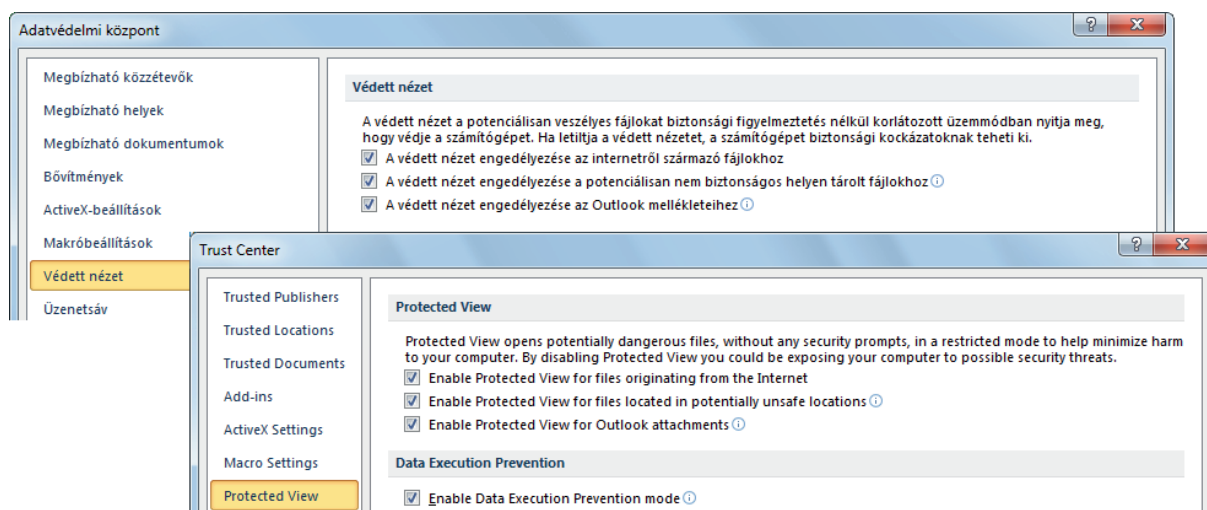 Adatvédelmi központ
Megbízható közzétevők
Megbízható helyek
Megbízható dokumentumok
Bővítmények
ActiveX-beállítások
Makróbeállítások
Védett nézet
Üzenetsáv
Védett nézet
A védett nézet a potenciálisan veszélyes fájlokat biztonsági figyelmeztetés nélkül korlátozott üzemmódban nyitja meg,
hogy védje a számítógépet. Ha letiltja a védett nézetet, a számítógépet biztonsági kockázatoknak teheti ki.
A védett nézet engedélyezése az internetről származó fájlokhoz
A védett nézet engedélyezése a potenciálisan nem biztonságos helyen tárolt fájlokhoz
A védett nézet engedélyezése az Outlook mellékleteihez
Trust Center
Trusted Publishers
Trusted Locations
Trusted Documents
Add-ins
ActiveX Settings
Macro Settings
Protected View
Protected View
Protected View opens potentially dangerous files, without any security prompts, in a restricted mode to help minimize harm
to your computer. By disabling Protected View you could be exposing your computer to possible security threats.
Enable Protected View for files originating from the Internet
Enable Protected View for files located in potentially unsafe locations
Enable Protected View for Outlook attachments
Data Execution Prevention
Enable Data Execution Prevention mode